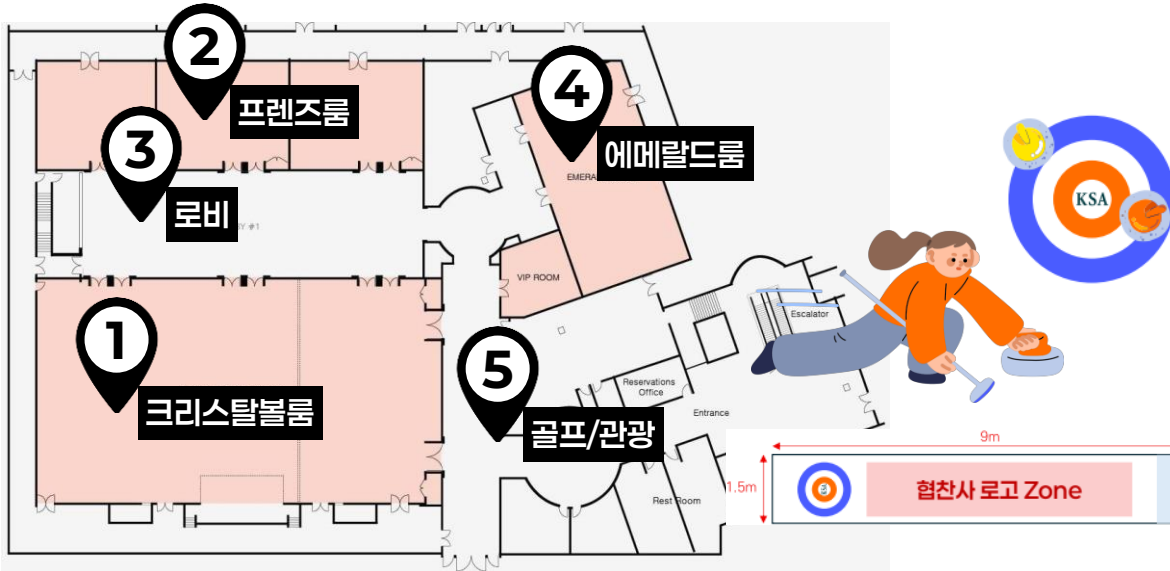 2
프렌즈룸
4
에메랄드룸
EMERA
3
로비
Y #1
KSA
VIP ROOM
Escalator
1
크리스탈볼룸
5
골프/관광
Reservations
Office
Entrance
Rest Room
9m
1.5m
협찬사 로고 Zone